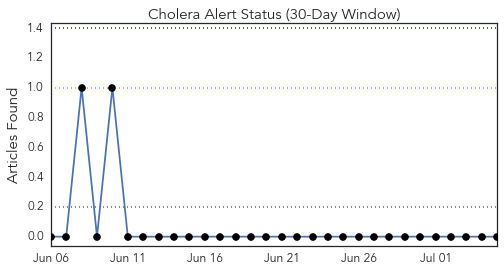 Cholera Alert Status (30-Day Window)
Articles Found
1.4
1.2
1.0
0.8
0.6
0.4
0.2
0.0
Jun 06 Jun 11 Jun 16 Jun 21 Jun 26 Jul 01